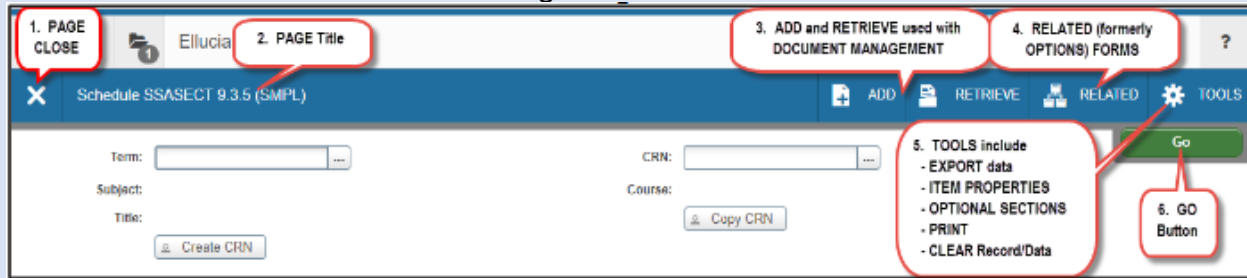 1. PAGE
CLOSE
1
Ellucia
2. PAGE Title
3. ADD and RETRIEVE used with
DOCUMENT MANAGEMENT
4. RELATED (formerly
OPTIONS) FORMS
?
X Schedule SSASECT 9.3.5 (SMPL)
ADD
RETRIEVE
RELATED
TOOLS
Term: ...
CRN: ...
Subject:
Course:
Title:
Create CRN
Copy CRN
5. TOOLS include
- EXPORT data
- ITEM PROPERTIES
- OPTIONAL SECTIONS
- PRINT
- CLEAR Record/Data
Go
6. GO
Button